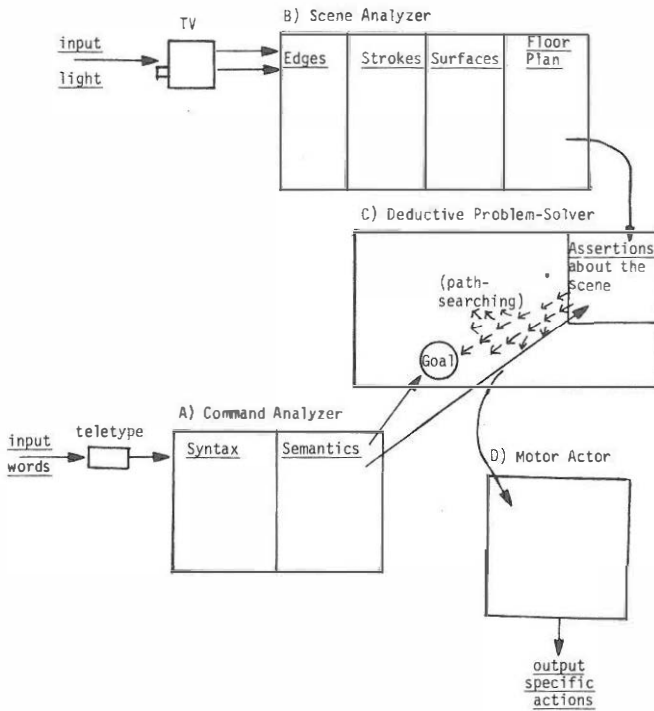 B) Scene Analyzer
TV
input
light
Edges
Strokes
Surfaces
Floor
Plan
C) Deductive Problem-Solver
Assertions
about the
scene
(path-
searching)
Goal
A) Command Analyzer
teletype
input
words
Syntax
Semantics
D) Motor Actor
output
specific
actions